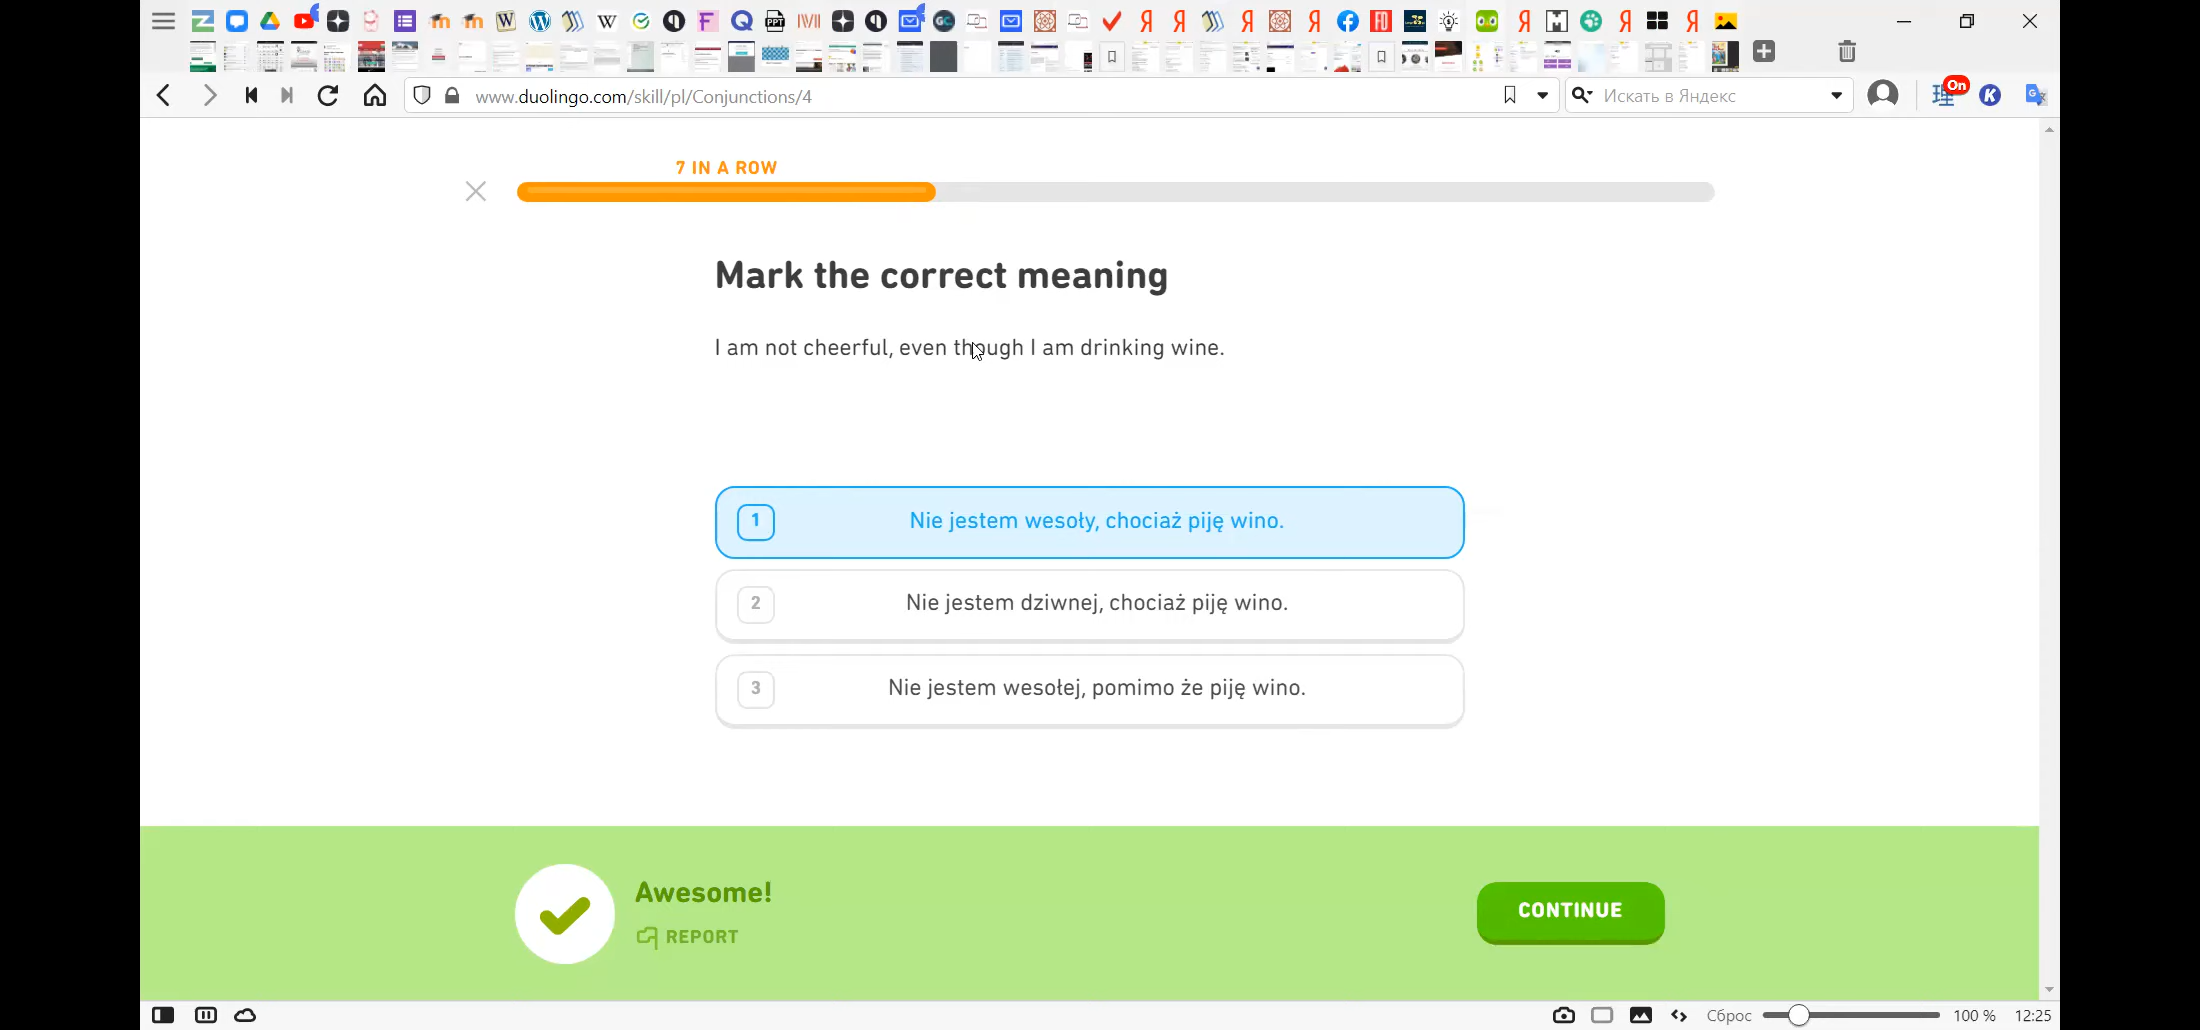 www.duolingo.com/skill/pl/Conjunctions/4
Искать в Яндекс
On
7 IN A ROW
Mark the correct meaning
I am not cheerful, even though I am drinking wine.
1 Nie jestem wesoły, chociaż piję wino.
2 Nie jestem dziwnej, chociaż piję wino.
3 Nie jestem wesołej, pomimo że piję wino.
Awesome!
REPORT
CONTINUE
Сброс 100 % 12:25